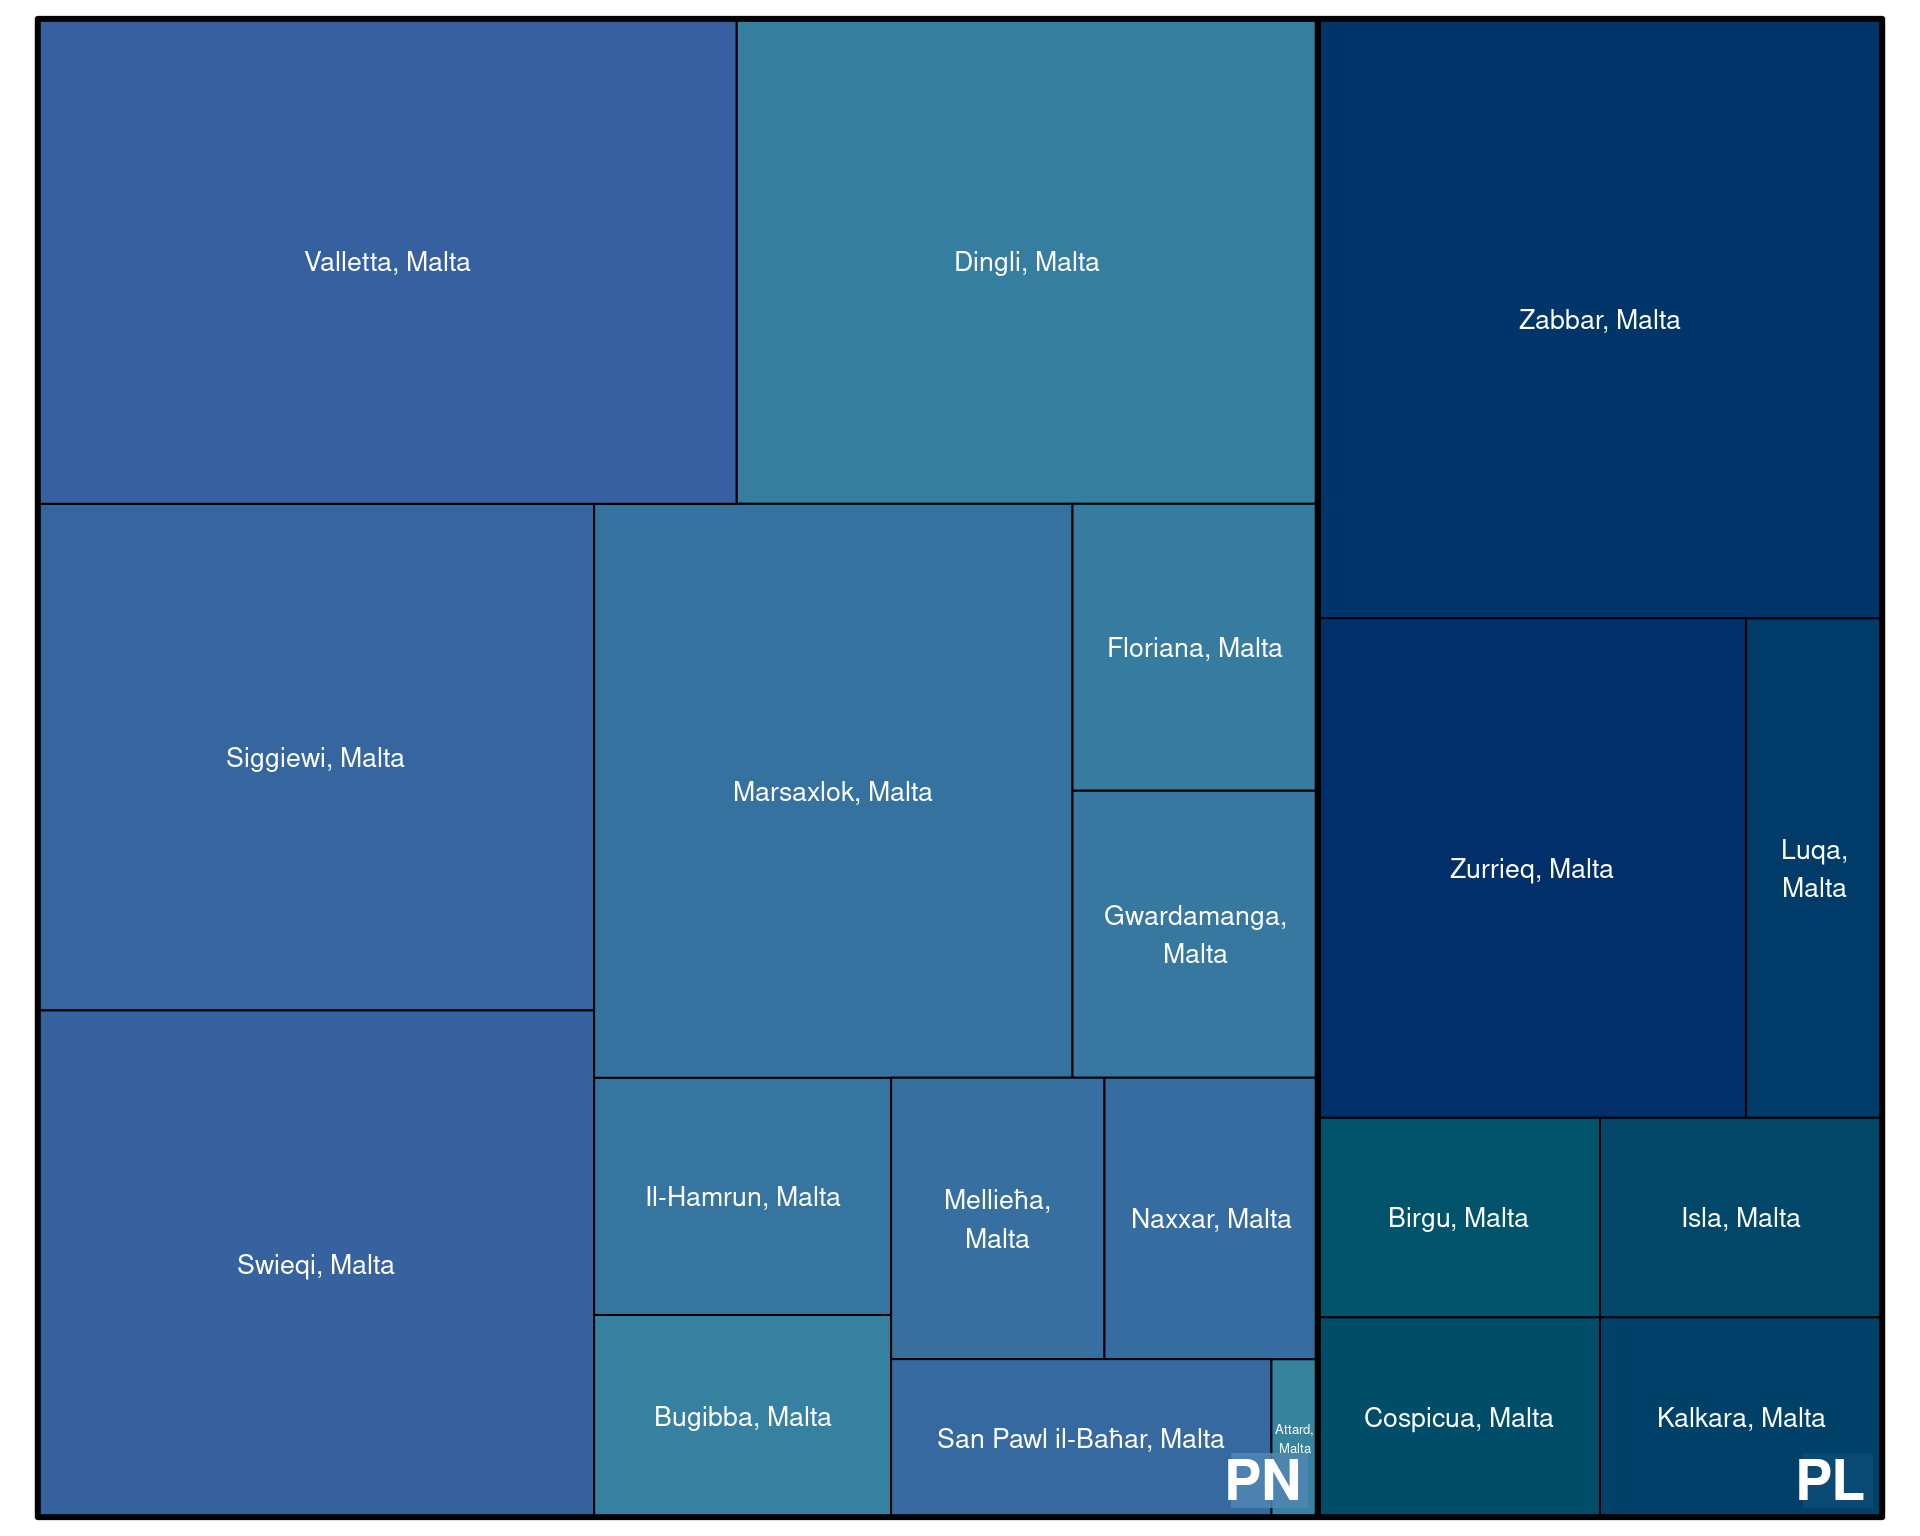 Valletta, Malta
Dingli, Malta
Zabbar, Malta
Siggiewi, Malta
Marsaxlok, Malta
Floriana, Malta
Gwardamanga,
Malta
Zurrieq, Malta
Luqa,
Malta
Swieqi, Malta
Il-Hamrun, Malta
Mellieħa,
Malta
Naxxar, Malta
Bugibba, Malta
San Pawl il-Baħar, Malta
Attard,
Malta
PN
Birgu, Malta
Isla, Malta
Cospicua, Malta
Kalkara, Malta
PL